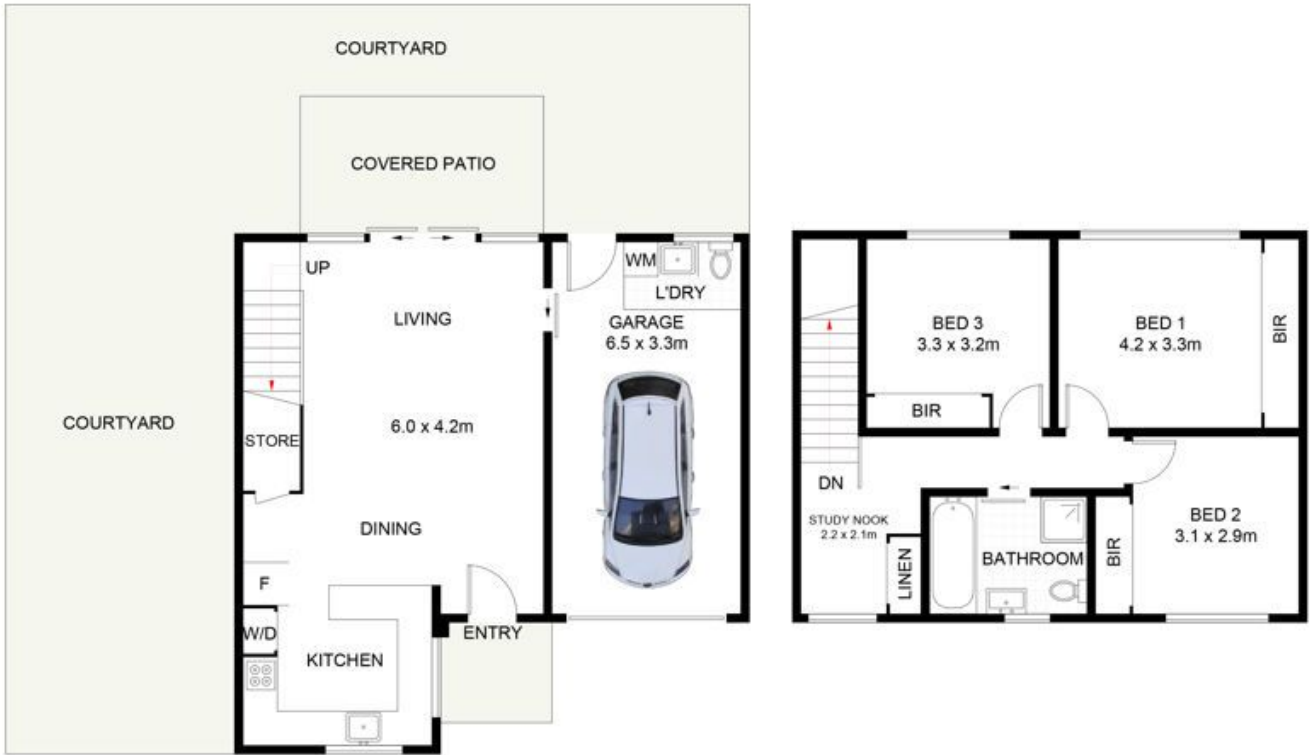 COURTYARD
COVERED PATIO
COURTYARD
UP
LIVING
6.0 x 4.2m
STORE
DINING
F
W/D
KITCHEN
ENTRY
WM
L'DRY
GARAGE
6.5 x 3.3m
BED 3
3.3 x 3.2m
BIR
BED 1
4.2 x 3.3m
BIR
DN
STUDY NOOK
2.2 x 2.1m
LINEN
BATHROOM
BIR
BED 2
3.1 x 2.9m